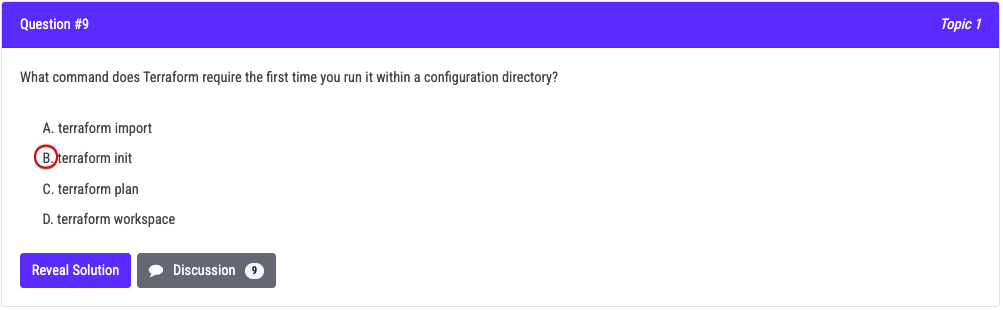 Question #9
Topic 1
What command does Terraform require the first time you run it within a configuration directory?
A. terraform import
B. terraform init
C. terraform plan
D. terraform workspace
Reveal Solution
Discussion 9